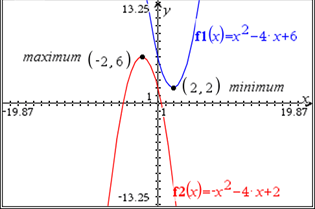 13.25 y
f1(x)=x²-4·x+6
maximum (-2,6)
(2,2) minimum
1 x
-19.87 1 19.87
-13.25
f2(x)=-x²-4·x+2